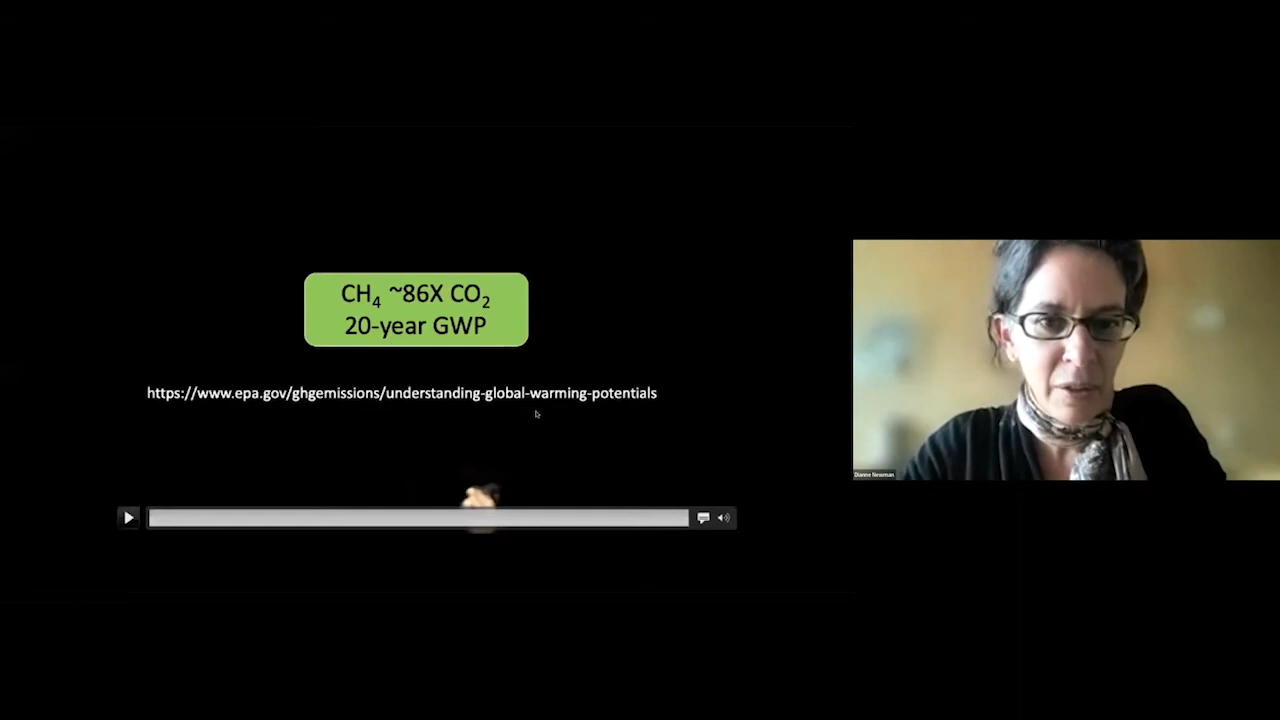 CH₄ ~86X CO₂
20-year GWP
https://www.epa.gov/ghgemissions/understanding-global-warming-potentials
Dianne Newman